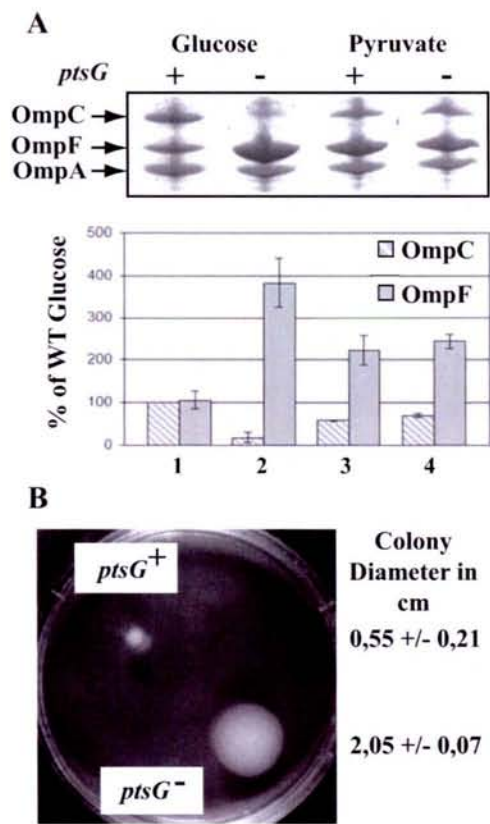 A
Glucose Pyruvate
ptsG + - + -
OmpC
OmpF
OmpA
500
400
300
200
100
0
% of WT Glucose
OmpC
OmpF
1 2 3 4
B
ptsG+
ptsG-
Colony
Diameter in
cm
0,55 +/- 0,21
2,05 +/- 0,07